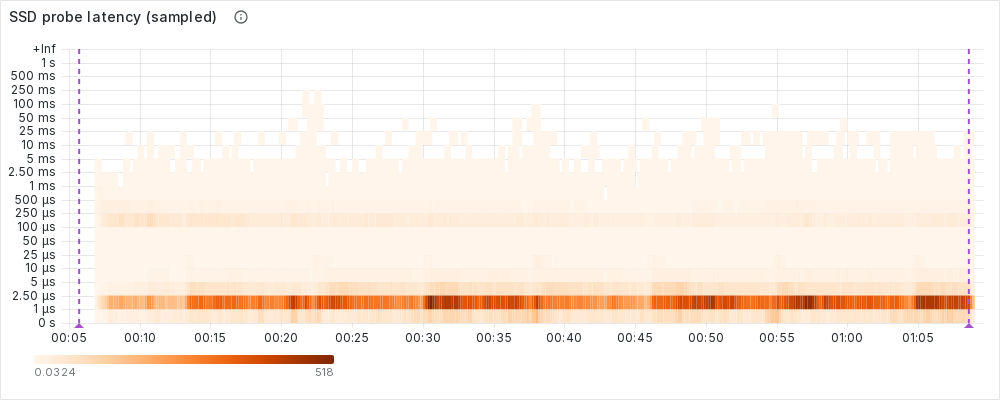 SSD probe latency (sampled)
+Inf
1 s
500 ms
250 ms
100 ms
50 ms
25 ms
10 ms
5 ms
2.50 ms
1 ms
500 µs
250 µs
100 µs
50 µs
25 µs
10 µs
5 µs
2.50 µs
1 µs
0 s
00:05 00:10 00:15 00:20 00:25 00:30 00:35 00:40 00:45 00:50 00:55 01:00 01:05
0.0324 518